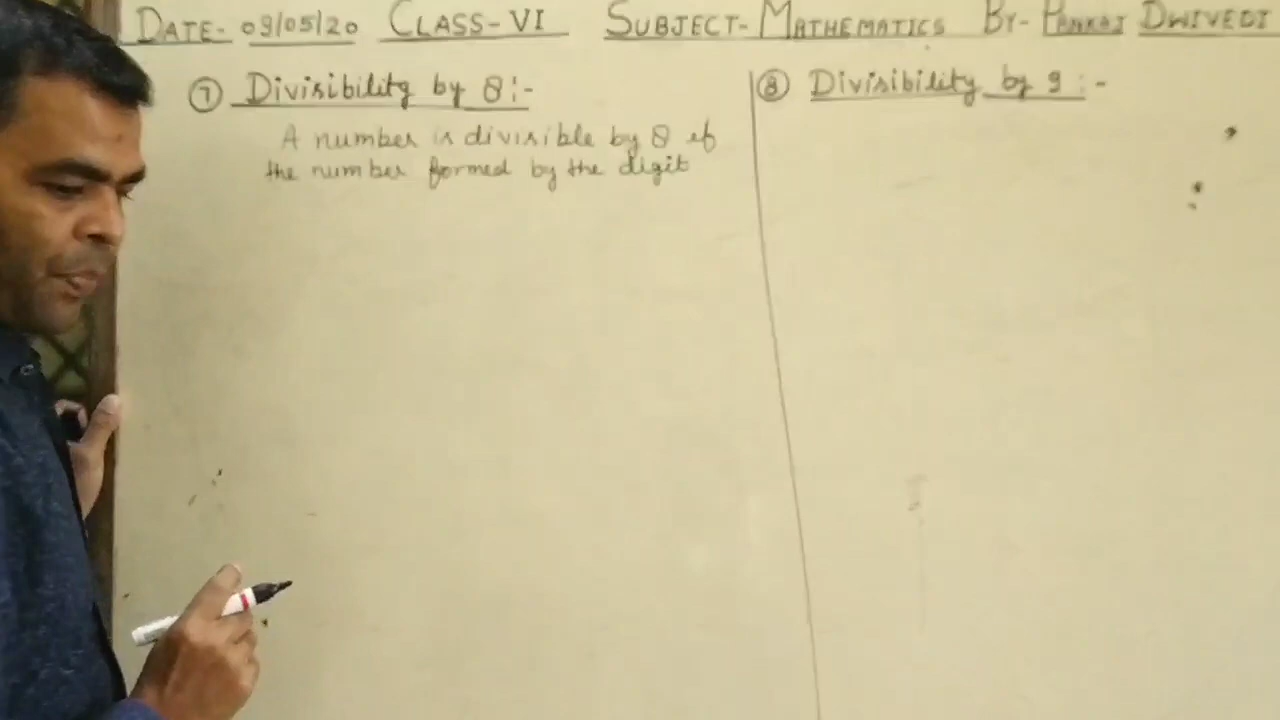 DATE- 09/05/20 CLASS-VI SUBJECT- MATHEMATICS BY- PANKAJ DWIVEDI
⑦ Divisibility by 8:-
A number is divisible by 8 if
the number formed by the digit
⑧ Divisibility by 9:-